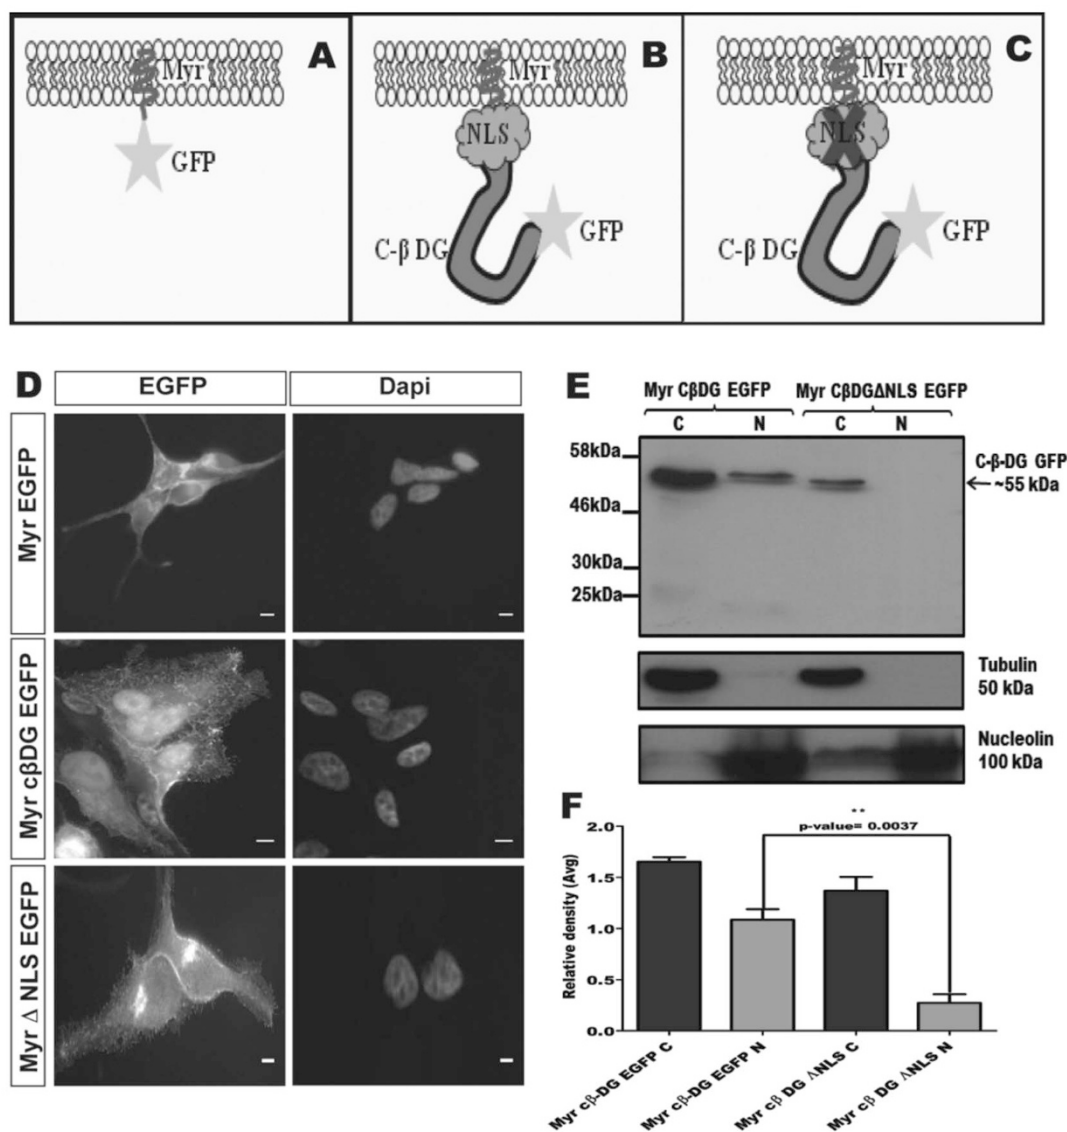 A
Myr
GFP
B
Myr
NLS
C-β DG
GFP
C
Myr
NLS
C-β DG
GFP
D
EGFP
Dapi
Myr EGFP
Myr cβDG EGFP
Myr Δ NLS EGFP
E
Myr CβDG EGFP
Myr CβDGΔNLS EGFP
C
N
C
N
58kDa
46kDa
30kDa
25kDa
C-β-DG GFP
~55 kDa
Tubulin
50 kDa
Nucleolin
100 kDa
F
**
p-value= 0.0037
Relative density (Avg)
2.0
1.5
1.0
0.5
0.0
Myr cβ-DG EGFP C
Myr cβ-DG EGFP N
Myr cβ DG ΛNLS C
Myr cβ DG ΛNLS N